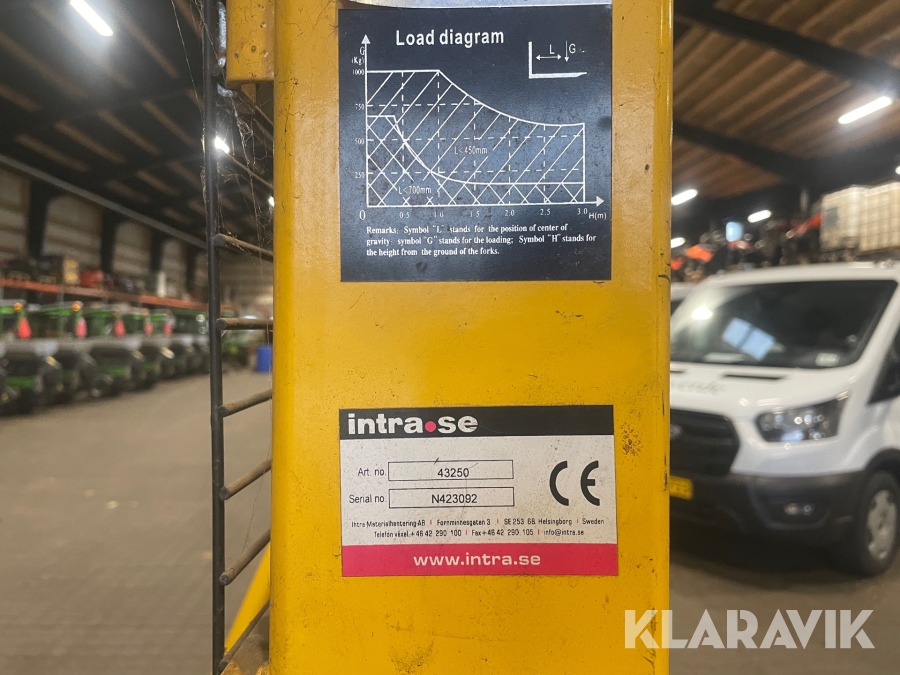 KLARAVIK
Load diagram
G
(Kg)
L
G
1000
750
500
250
L<450mm
L<700mm
0
0.5
1.0
1.5
2.0
2.5
3.0
H(m)
Remarks: Symbol "L" stands for the position of center of
gravity: symbol "G" stands for the loading; Symbol "H" stands for
the height from the ground of the forks.
intra.se
Art. no. 43250
Serial no. N423092
CE
Intra Materialhantering AB | Fornminnesgatan 3 | SE 253 68 Helsingborg | Sweden
Telefon växel +46 42 290 100 | Fax +46 42 290 105 | info@intra.se
www.intra.se
KLARAVIK